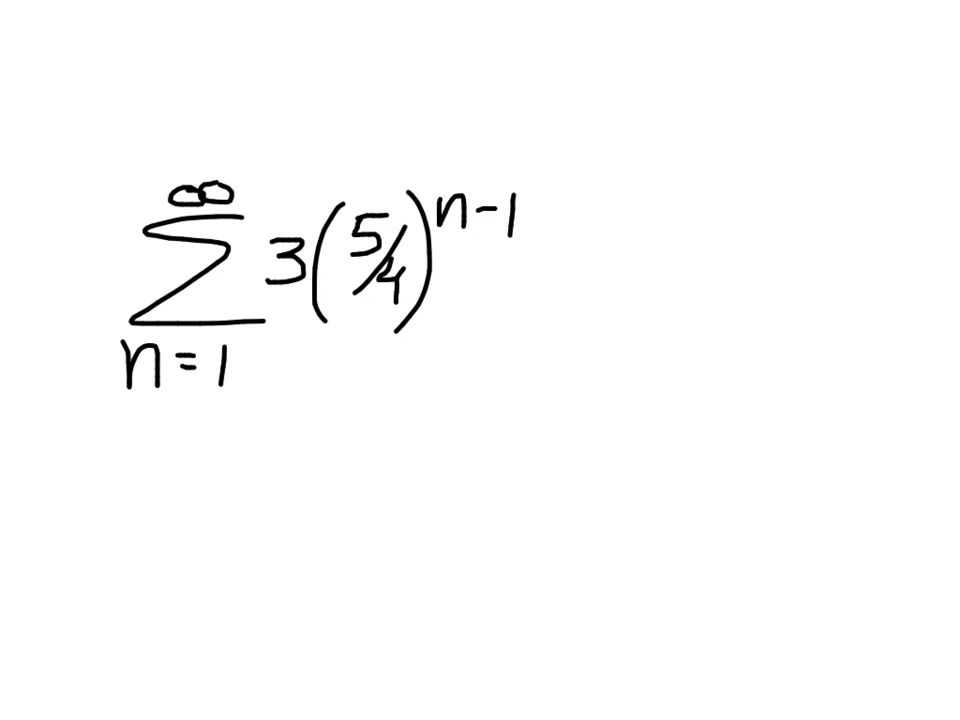 ∞
∑ 3(5/4)^{n-1}
n=1